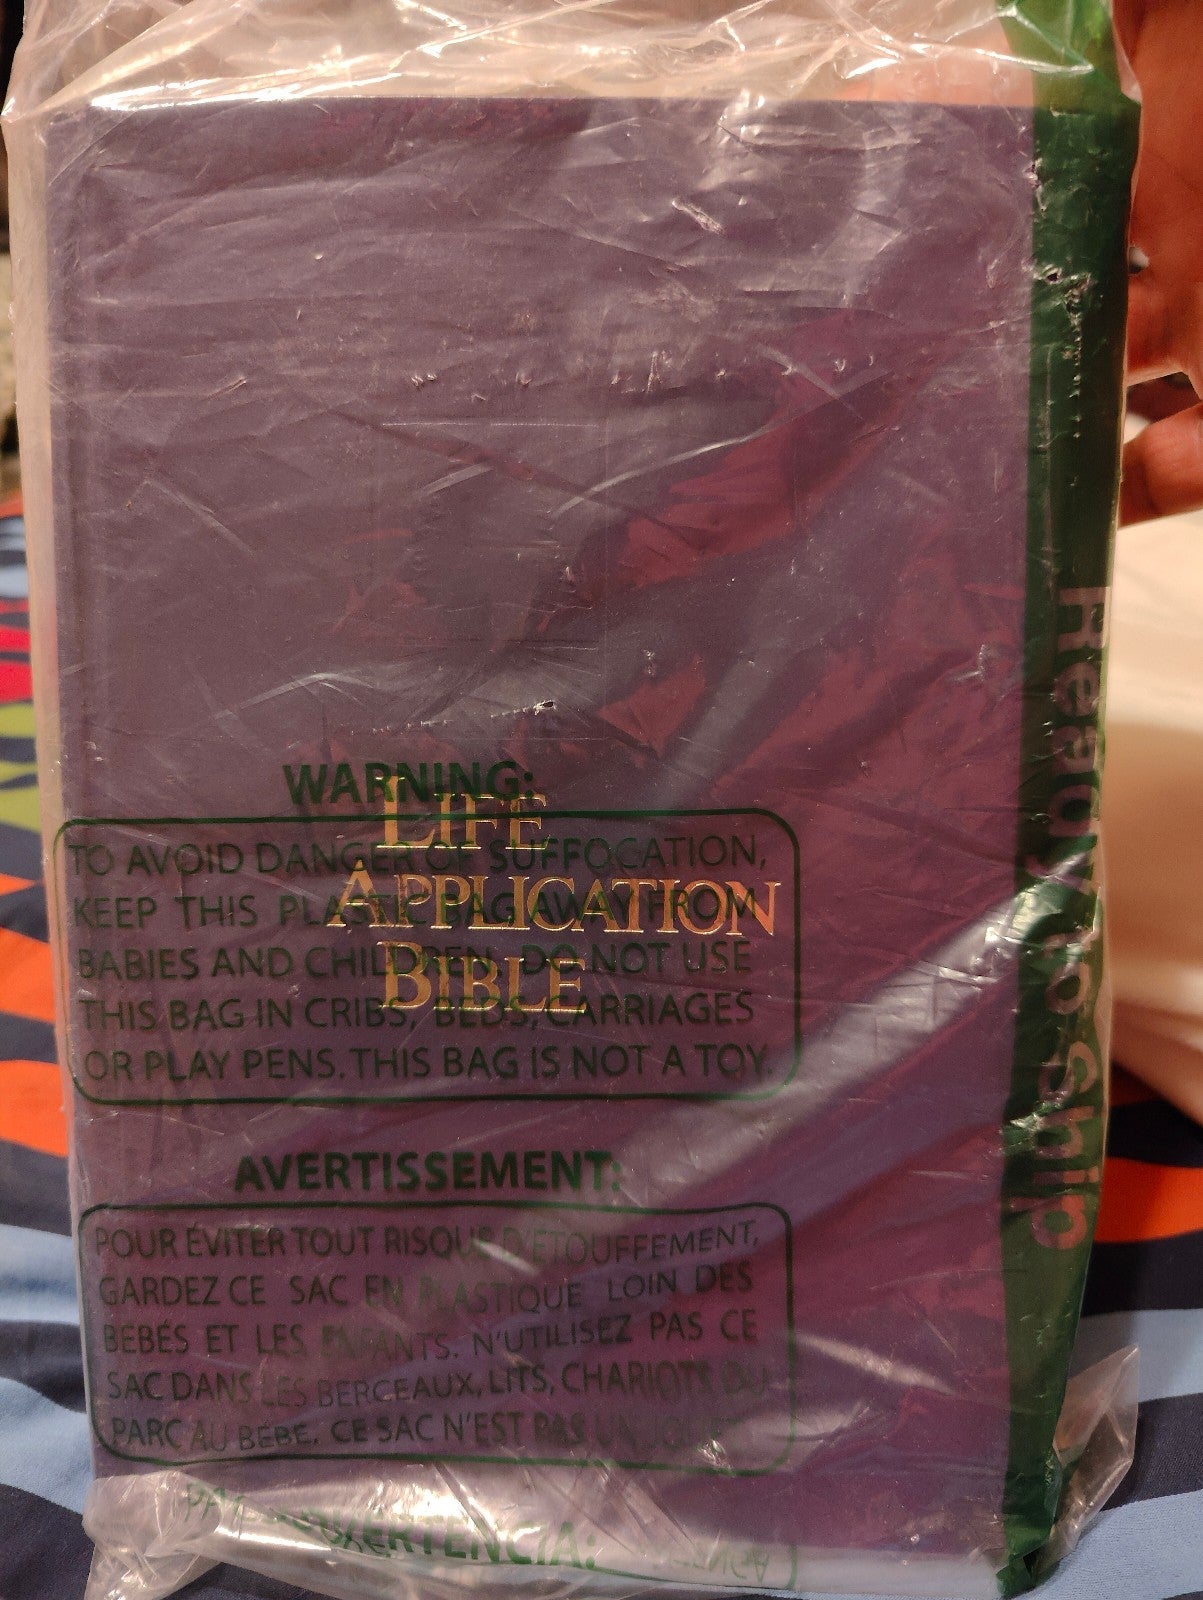 WARNING:
TO AVOID DANGER OF SUFFOCATION,
KEEP THIS PLASTIC BAG AWAY FROM
BABIES AND CHILDREN. DO NOT USE
THIS BAG IN CRIBS, BEDS, CARRIAGES
OR PLAY PENS. THIS BAG IS NOT A TOY.
LIFE
APPLICATION
BIBLE
AVERTISSEMENT:
POUR ÉVITER TOUT RISQUE D'ÉTOUFFEMENT,
GARDEZ CE SAC EN PLASTIQUE LOIN DES
BEBÉS ET LES ENFANTS. N'UTILISEZ PAS CE
SAC DANS LES BERCEAUX, LITS, CHARIOTS OU
PARC AU BÉBÉ. CE SAC N'EST PAS UN JOUET.
Ready to Ship